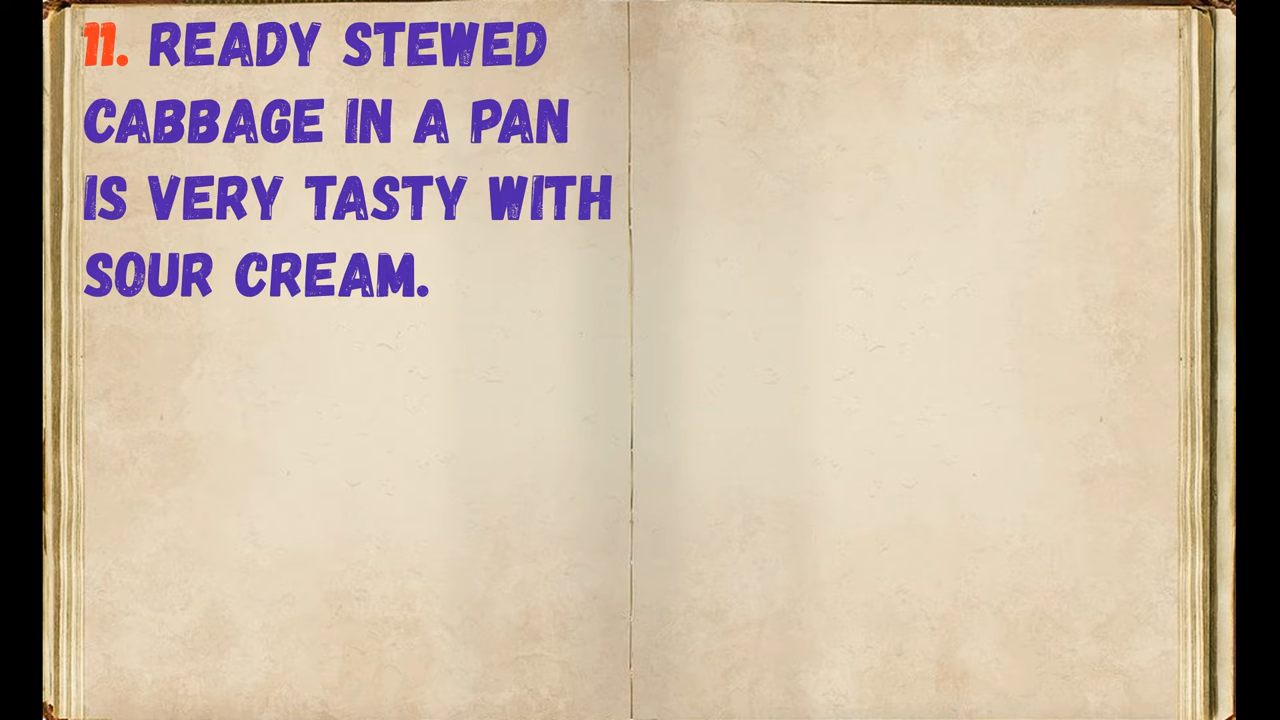 11. READY STEWED
CABBAGE IN A PAN
IS VERY TASTY WITH
SOUR CREAM.